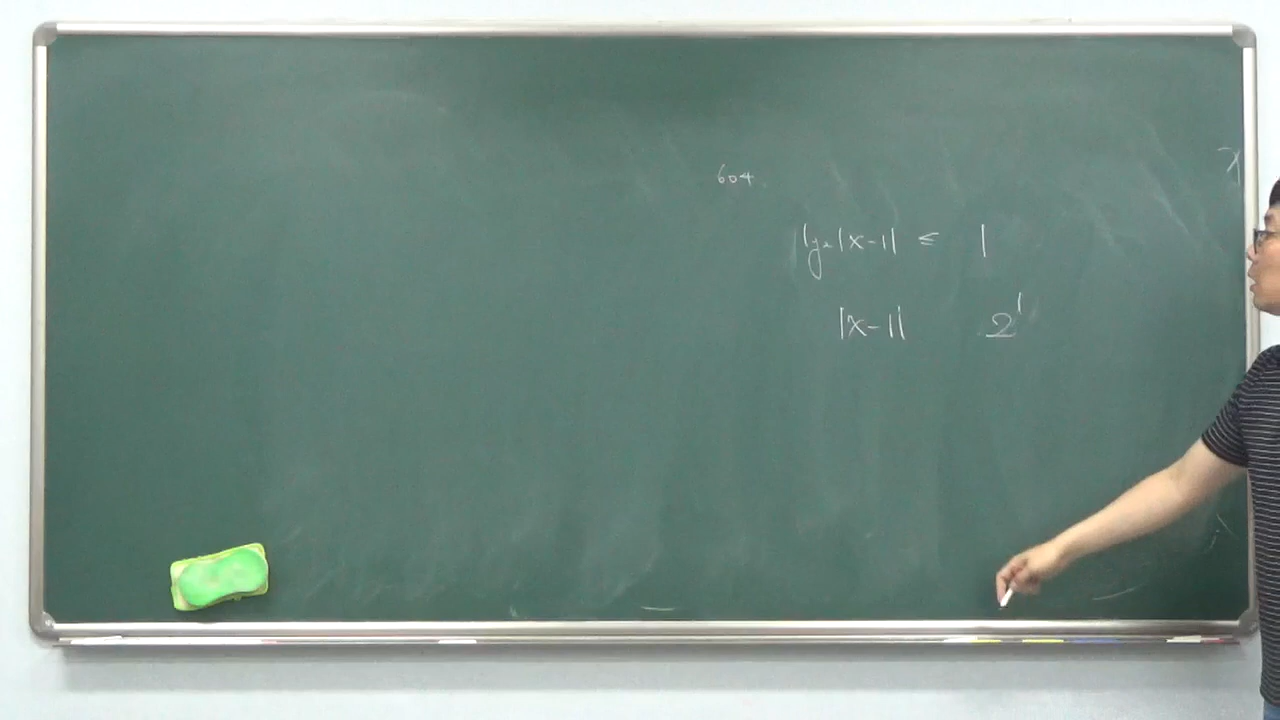 604.
log₂|x-1| ≤ 1
|x-1| 2¹
x